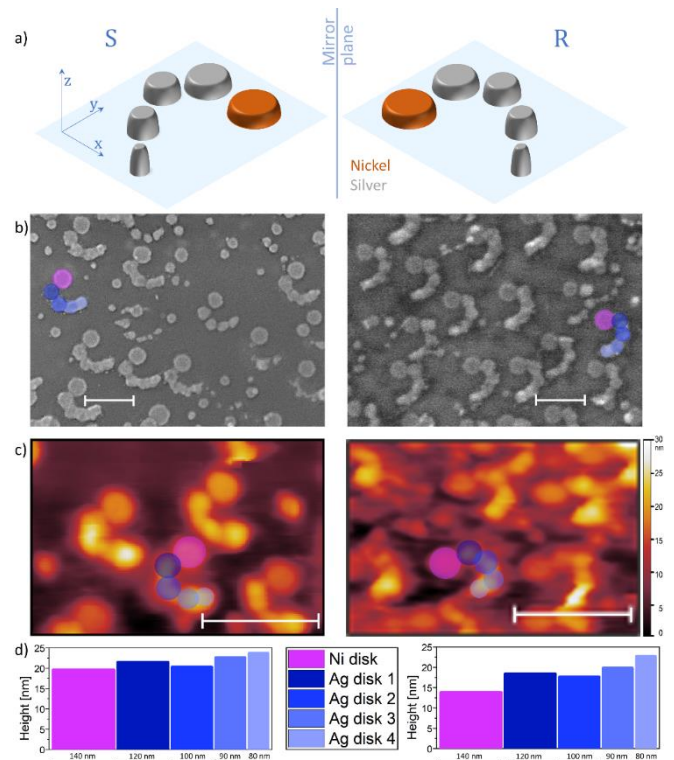 a)
S
Mirror
plane
R
z
y
x
Nickel
Silver
b)
c)
30
nm
25
20
15
10
5
0
d)
Height [nm]
25
20
15
10
5
0
140 nm
120 nm
100 nm
90 nm
80 nm
Ni disk
Ag disk 1
Ag disk 2
Ag disk 3
Ag disk 4
Height [nm]
25
20
15
10
5
0
140 nm
120 nm
100 nm
90 nm
80 nm